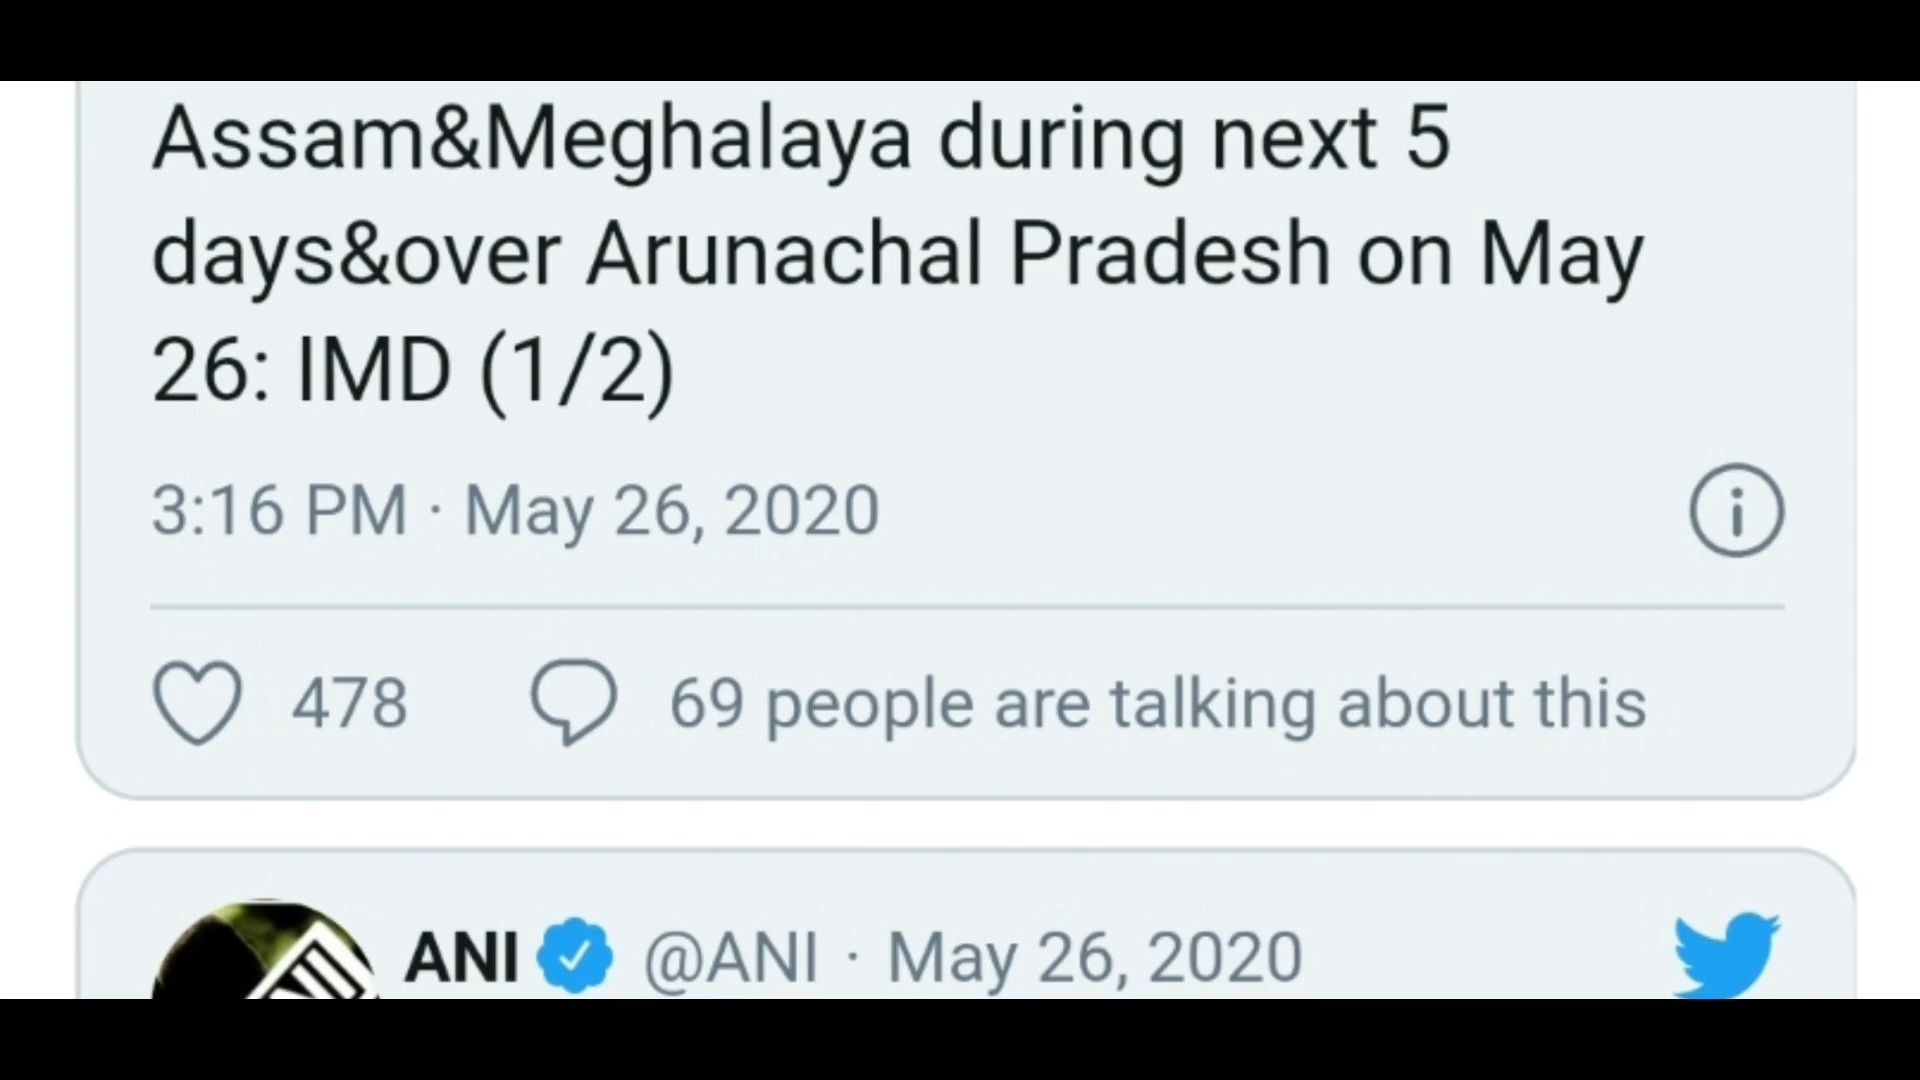 Assam&Meghalaya during next 5
days&over Arunachal Pradesh on May
26: IMD (1/2)
3:16 PM · May 26, 2020
478 69 people are talking about this
ANI @ANI · May 26, 2020